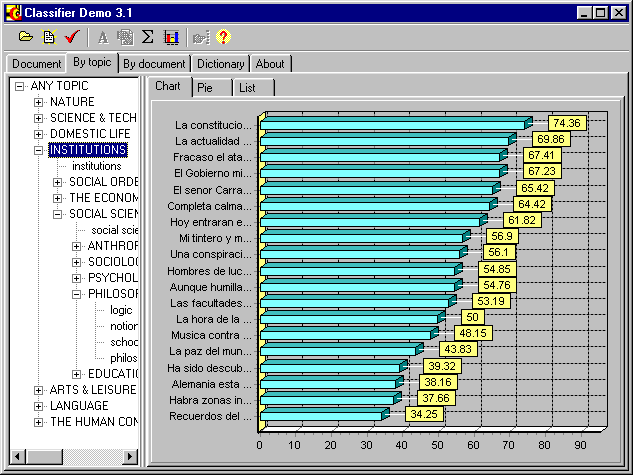 Classifier Demo 3.1
Document By topic By document Dictionary About
ANY TOPIC
NATURE
SCIENCE & TECH
DOMESTIC LIFE
INSTITUTIONS
institutions
SOCIAL ORDE
THE ECONOM
SOCIAL SCIEN
social scie
ANTHROF
SOCIOLO
PSYCHOL
PHILOSOF
logic
notion
schoo
philos
EDUCATIO
ARTS & LEISURE
LANGUAGE
THE HUMAN CON
Chart Pie List
La constitucio... 74.36
La actualidad ... 69.86
Fracaso el ata... 67.41
El Gobierno mi... 67.23
El senor Carra... 65.42
Completa calma... 64.42
Hoy entraran e... 61.82
Mi tintero y m... 56.9
Una conspiraci... 56.1
Hombres de luc... 54.85
Aunque humilla... 54.76
Las facultades... 53.19
La hora de la ... 50
Musica contra ... 48.15
La paz del mun... 43.83
Ha sido descub... 39.32
Alemania esta ... 38.16
Habra zonas in... 37.66
Recuerdos del ... 34.25
0 10 20 30 40 50 60 70 80 90